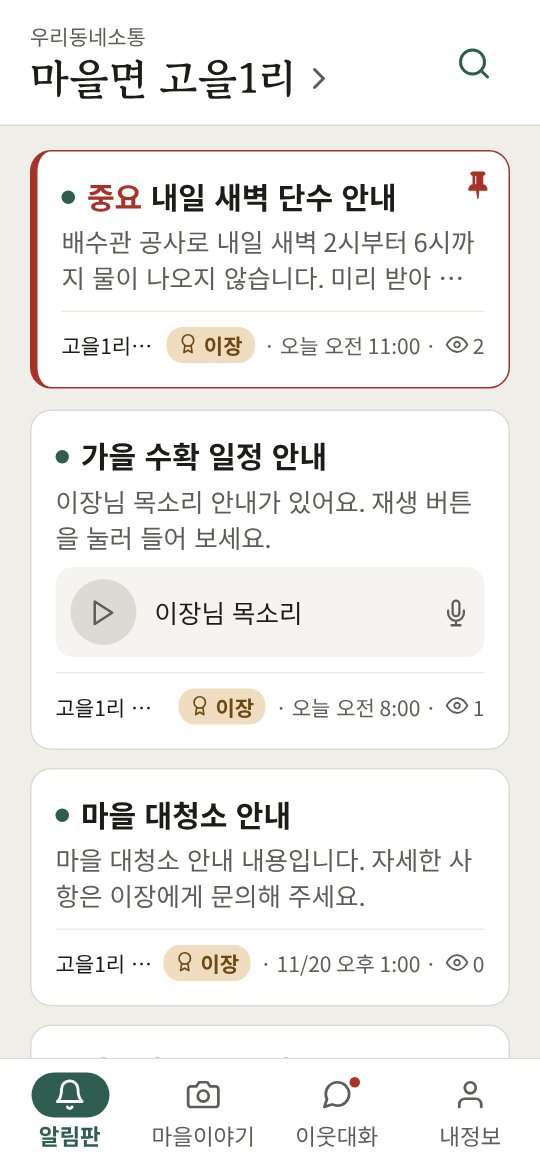 우리동네소통
마을면 고을1리
중요 내일 새벽 단수 안내
배수관 공사로 내일 새벽 2시부터 6시까
지 물이 나오지 않습니다. 미리 받아 …
고을1리… 이장 · 오늘 오전 11:00 · 2
가을 수확 일정 안내
이장님 목소리 안내가 있어요. 재생 버튼
을 눌러 들어 보세요.
이장님 목소리
고을1리 … 이장 · 오늘 오전 8:00 · 1
마을 대청소 안내
마을 대청소 안내 내용입니다. 자세한 사
항은 이장에게 문의해 주세요.
고을1리 … 이장 · 11/20 오후 1:00 · 0
알림판 마을이야기 이웃대화 내정보